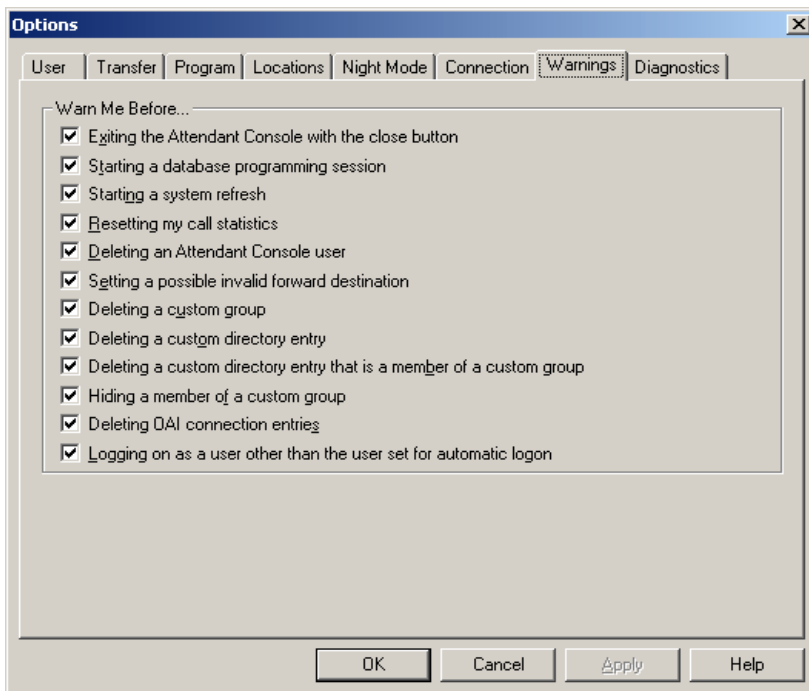 Options
User Transfer Program Locations Night Mode Connection Warnings Diagnostics
Warn Me Before...
Exiting the Attendant Console with the close button
Starting a database programming session
Starting a system refresh
Resetting my call statistics
Deleting an Attendant Console user
Setting a possible invalid forward destination
Deleting a custom group
Deleting a custom directory entry
Deleting a custom directory entry that is a member of a custom group
Hiding a member of a custom group
Deleting OAI connection entries
Logging on as a user other than the user set for automatic logon
OK Cancel Apply Help